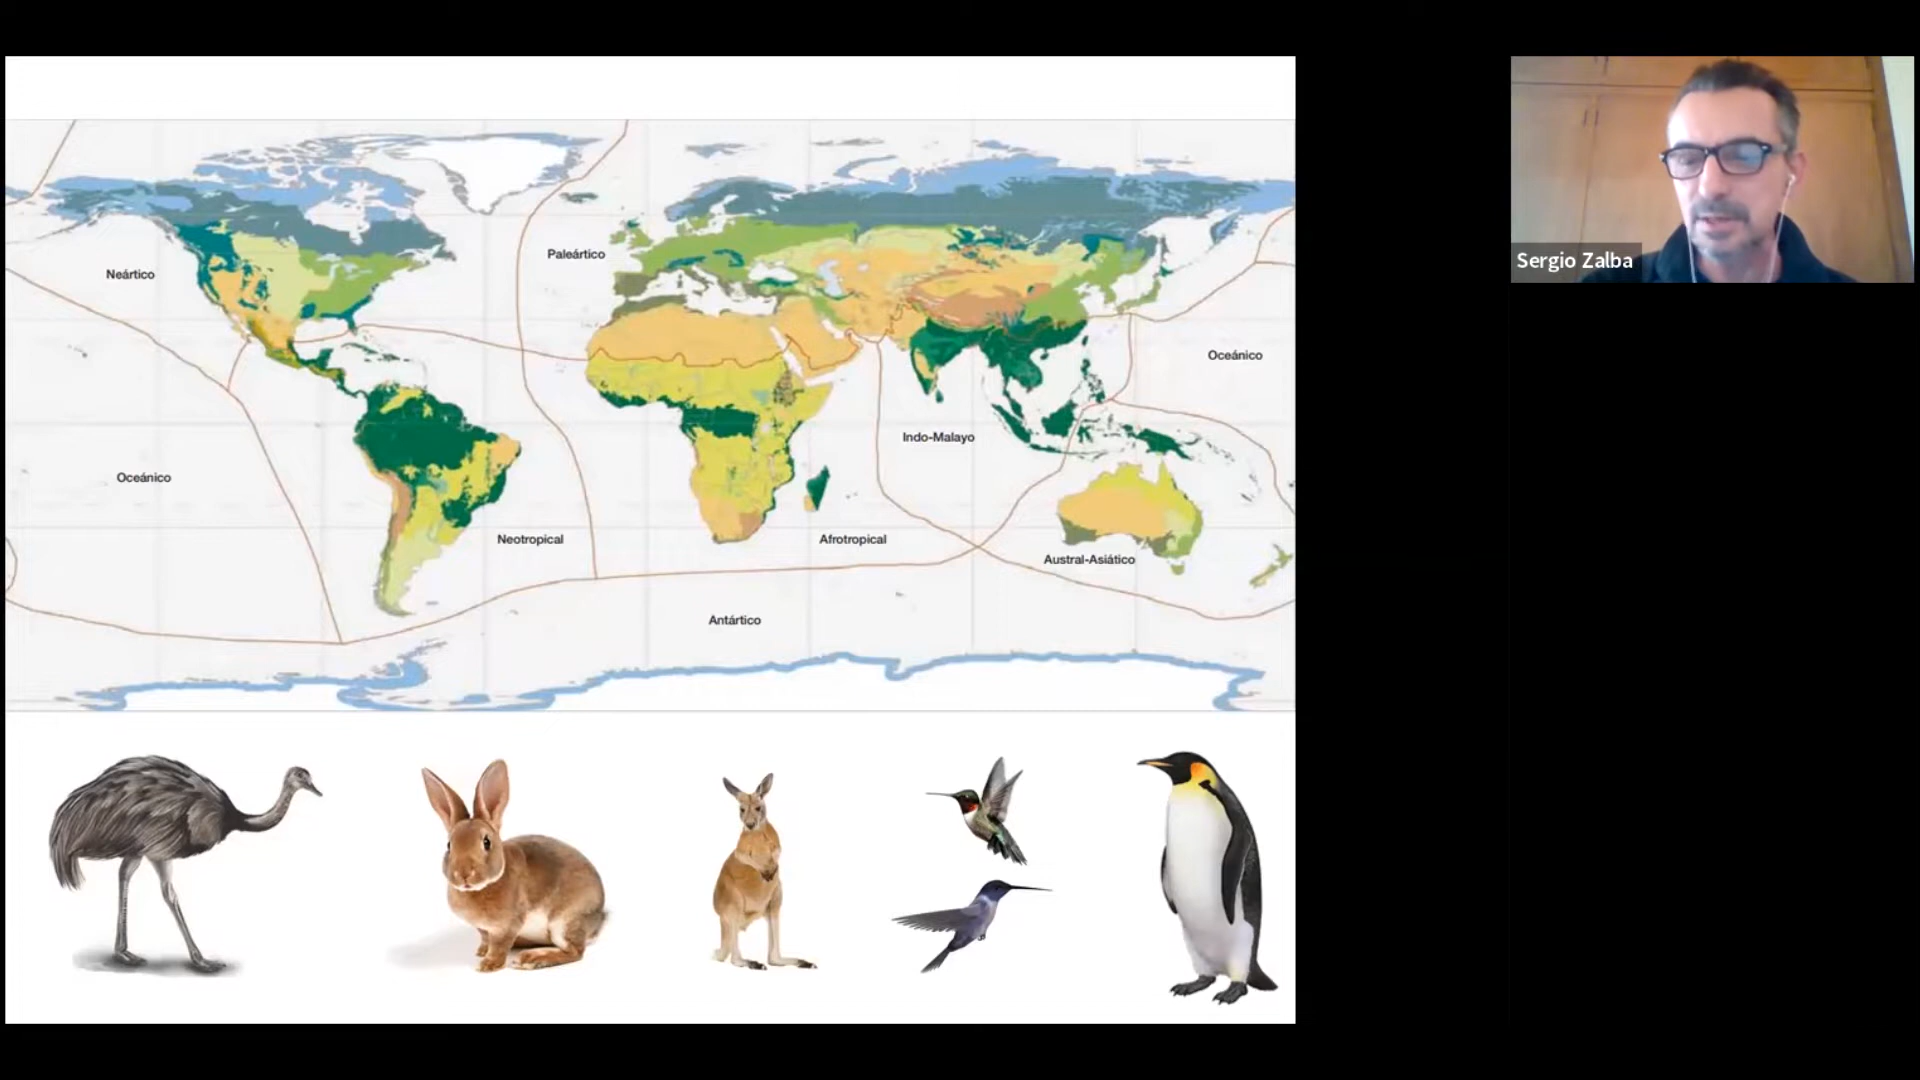 Paleártico
Neártico
Oceánico
Indo-Malayo
Oceánico
Neotropical
Afrotropical
Austral-Asiático
Antártico
Sergio Zalba